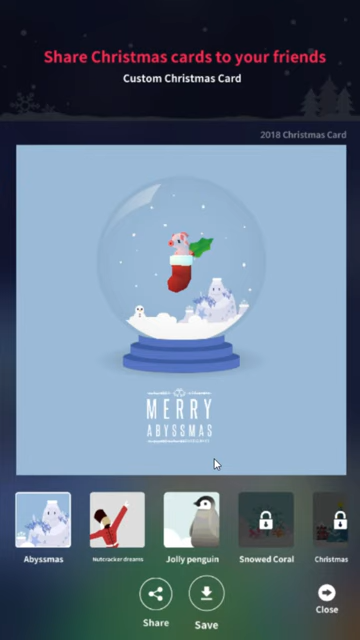 Share Christmas cards to your friends
Custom Christmas Card
2018 Christmas Card
MERRY
ABYSSMAS
Abyssmas
Nutcracker dreams
Jolly penguin
Snowed Coral
Christmas
Share
Save
Close